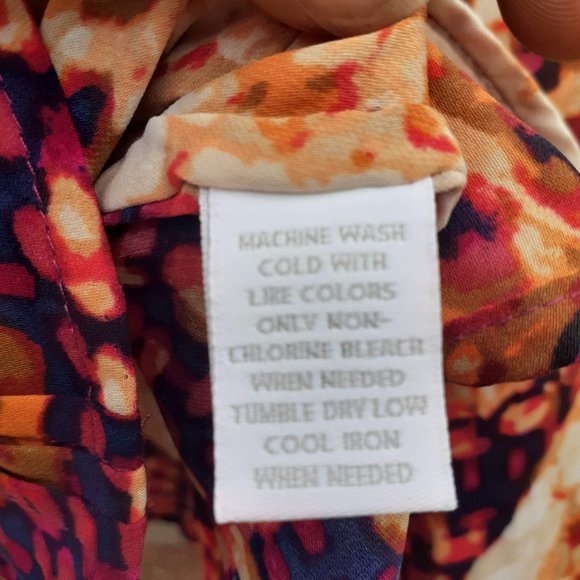 MACHINE WASH
COLD WITH
LIKE COLORS
ONLY NON-
CHLORINE BLEACH
WHEN NEEDED
TUMBLE DRY LOW
COOL IRON
WHEN NEEDED